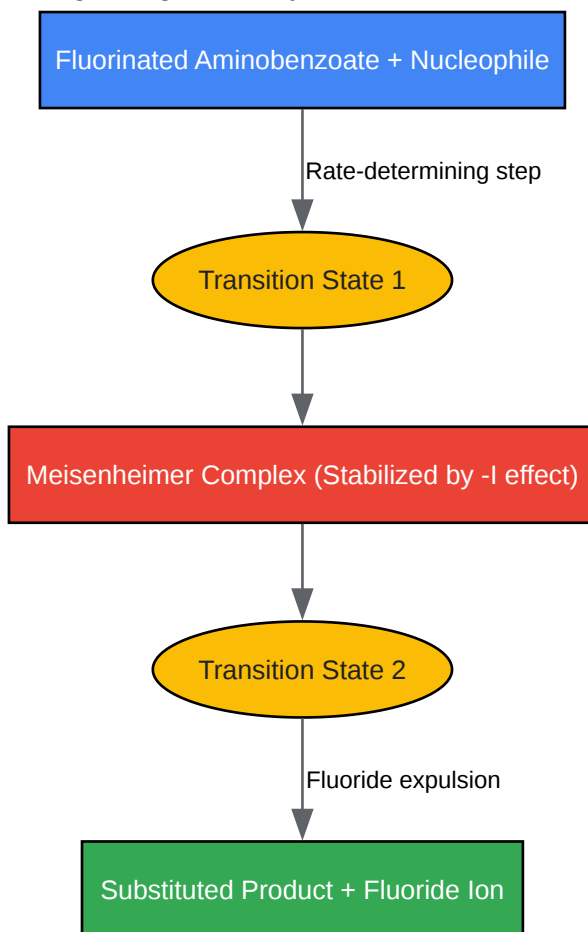 Fluorinated Aminobenzoate + Nucleophile
Rate-determining step
Transition State 1
Meisenheimer Complex (Stabilized by -I effect)
Transition State 2
Fluoride expulsion
Substituted Product + Fluoride Ion